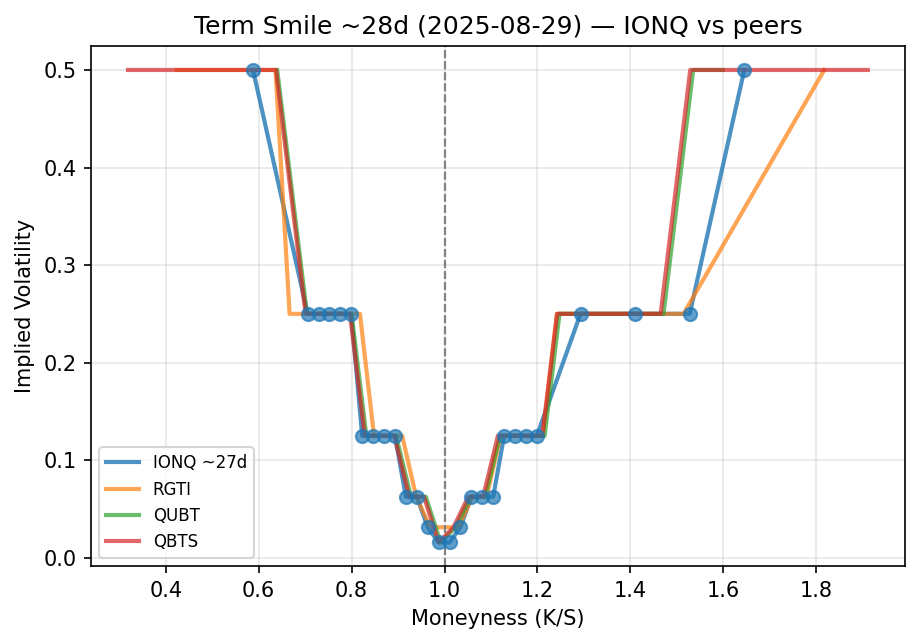 Term Smile ~28d (2025-08-29) — IONQ vs peers
Implied Volatility
0.5
0.4
0.3
0.2
0.1
0.0
IONQ ~27d
RGTI
QUBT
QBTS
0.4 0.6 0.8 1.0 1.2 1.4 1.6 1.8
Moneyness (K/S)